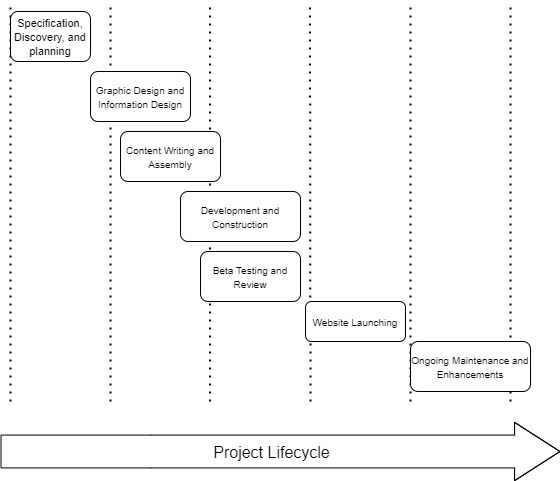 Specification,
Discovery, and
planning
Graphic Design and
Information Design
Content Writing and
Assembly
Development and
Construction
Beta Testing and
Review
Website Launching
Ongoing Maintenance and
Enhancements
Project Lifecycle